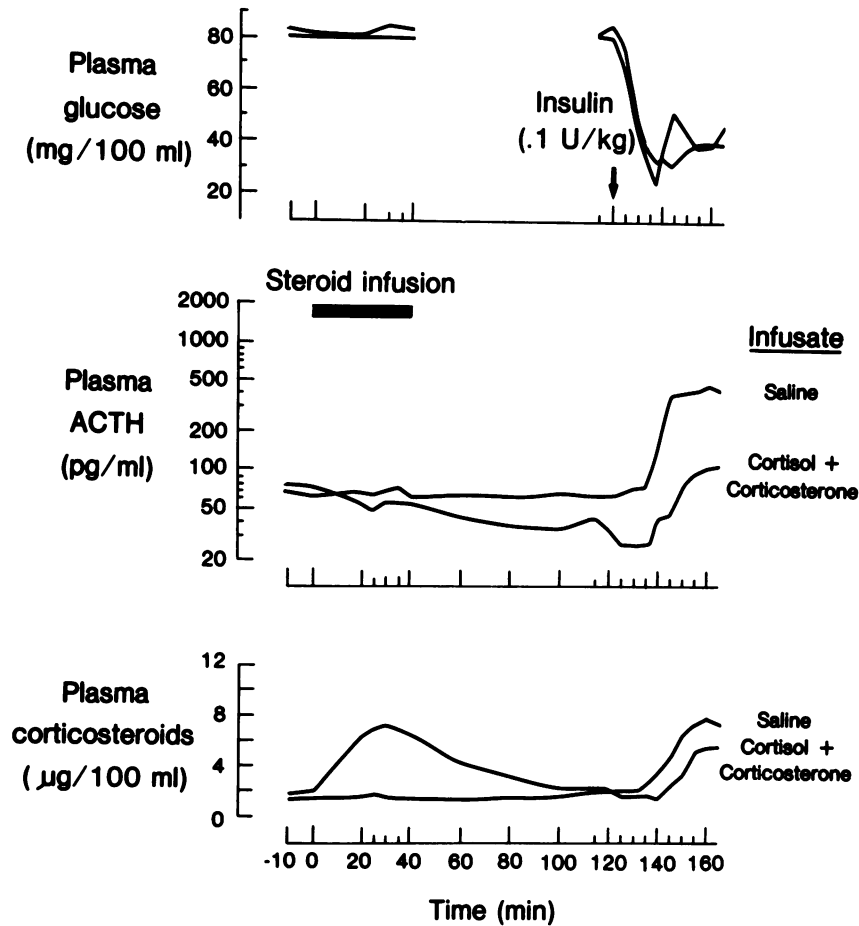 Plasma
glucose
(mg/100 ml)
80
60
40
20
Insulin
(.1 U/kg)
Steroid infusion
Plasma
ACTH
(pg/ml)
2000
1000
500
200
100
50
20
Infusate
Saline
Cortisol +
Corticosterone
Plasma
corticosteroids
(µg/100 ml)
12
8
4
0
Saline
Cortisol +
Corticosterone
-10 0 20 40 60 80 100 120 140 160
Time (min)